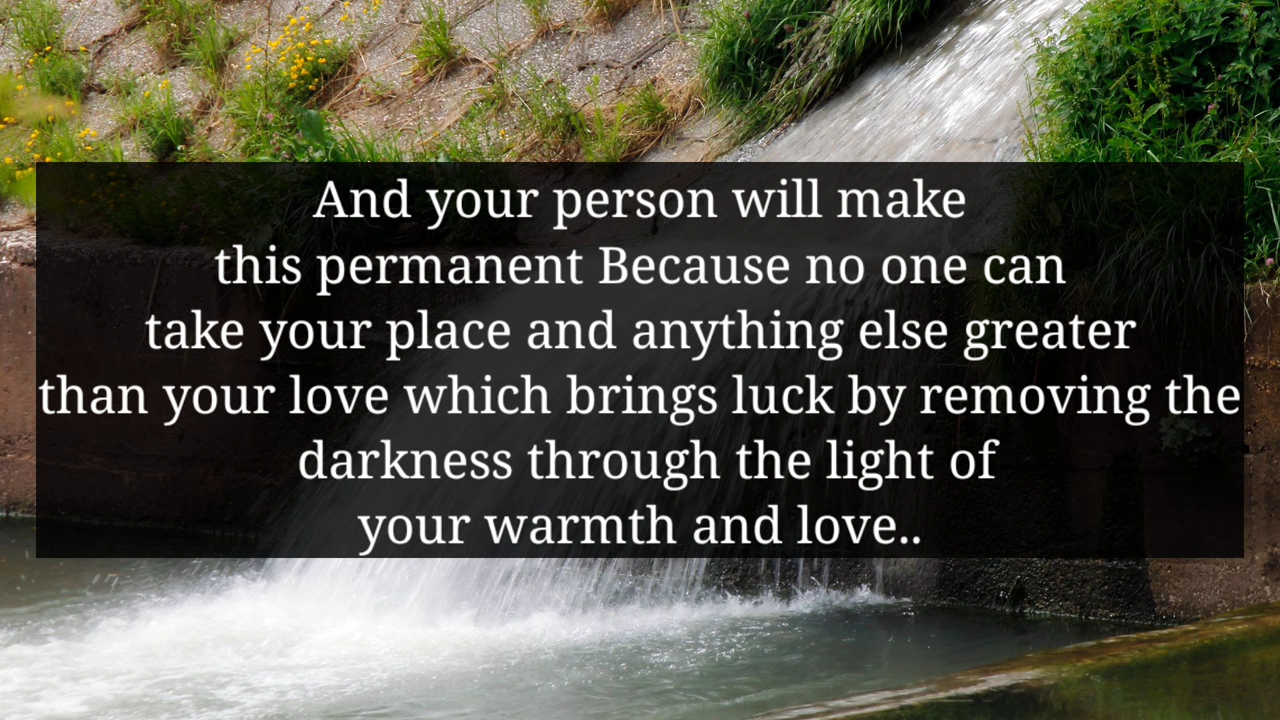 And your person will make
this permanent Because no one can
take your place and anything else greater
than your love which brings luck by removing the
darkness through the light of
your warmth and love..